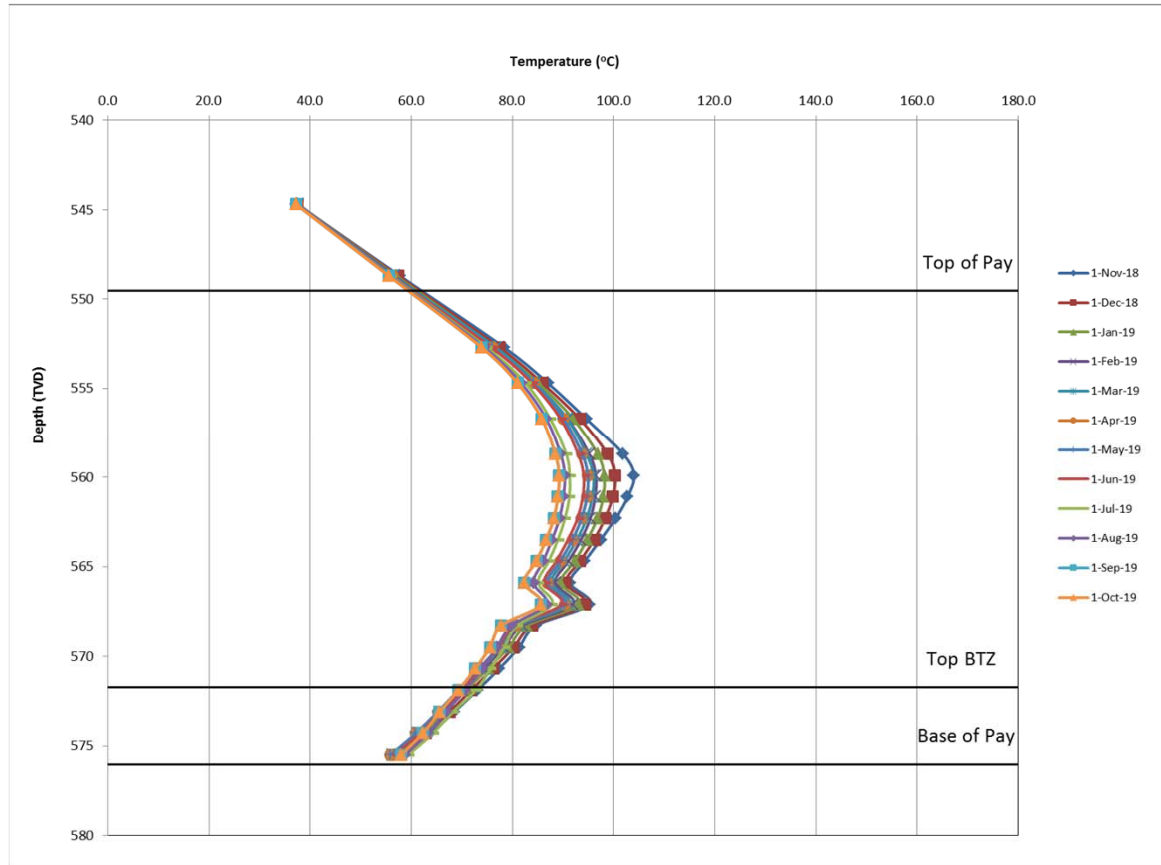 Temperature (°C)
0.0 20.0 40.0 60.0 80.0 100.0 120.0 140.0 160.0 180.0
540
545
550
555
560
565
570
575
580
Depth (TVD)
Top of Pay
Top BTZ
Base of Pay
1-Nov-18
1-Dec-18
1-Jan-19
1-Feb-19
1-Mar-19
1-Apr-19
1-May-19
1-Jun-19
1-Jul-19
1-Aug-19
1-Sep-19
1-Oct-19